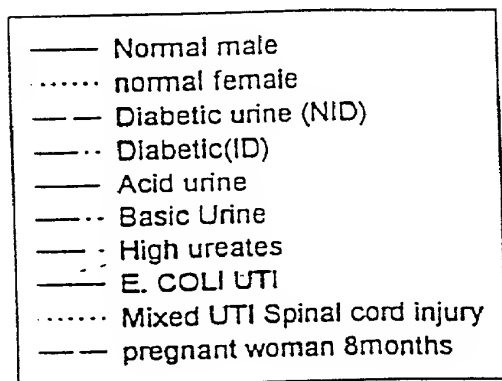 Normal male
normal female
Diabetic urine (NID)
Diabetic(ID)
Acid urine
Basic Urine
High ureates
E. COLI UTI
Mixed UTI Spinal cord injury
pregnant woman 8months